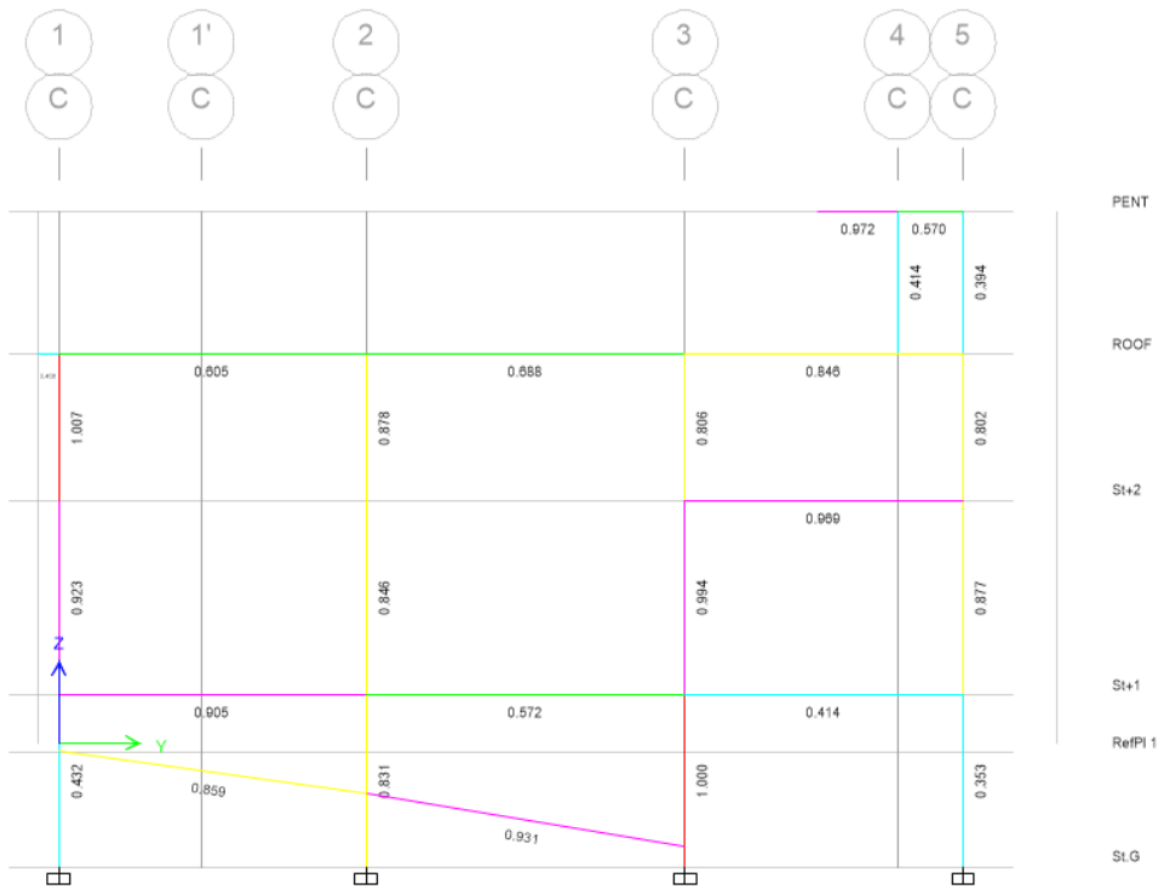 1 1' 2 3 4 5
C C C C C C
PENT
0.972 0.570
0.414 0.394
ROOF
0.605 0.688 0.846
1.007 0.878 0.806 0.802
St+2
0.969
0.923 0.846 0.994 0.877
Z
St+1
0.905 0.572 0.414
Y RefPl 1
0.432 0.831 1.000 0.353
0.859
0.931
St.G